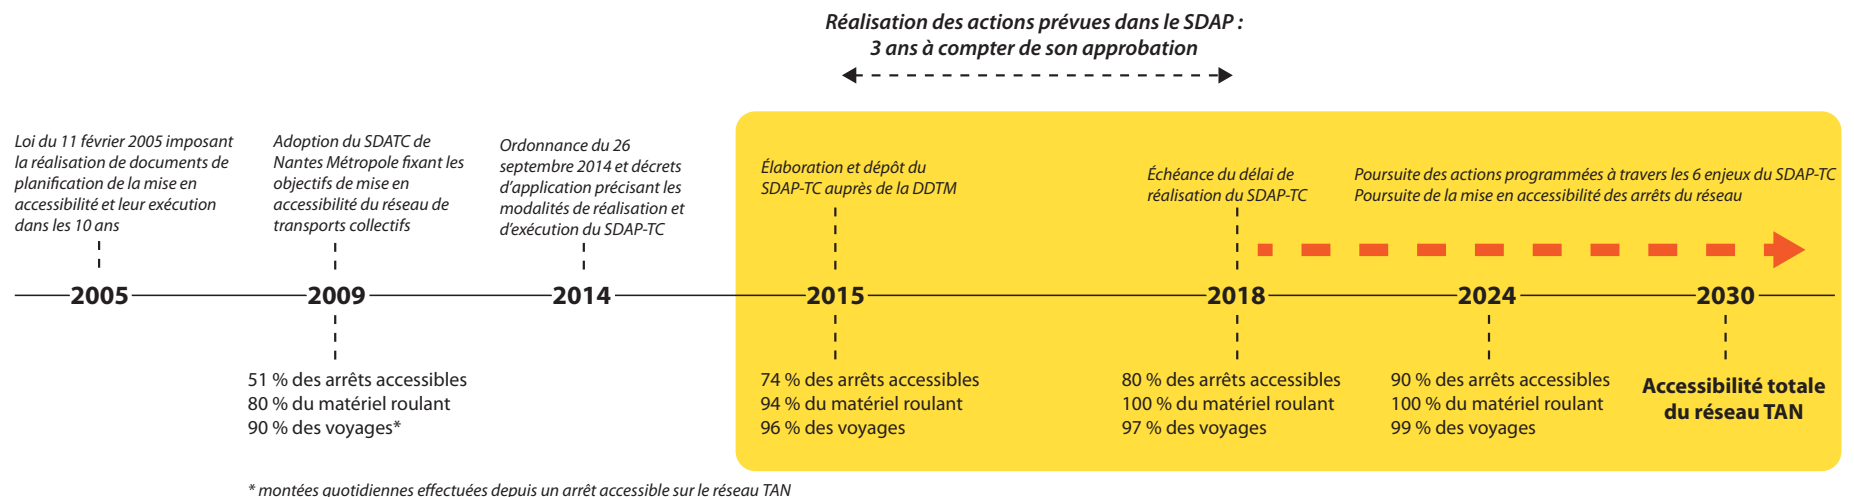 Réalisation des actions prévues dans le SDAP :
3 ans à compter de son approbation
Loi du 11 février 2005 imposant
la réalisation de documents de
planification de la mise en
accessibilité et leur exécution
dans les 10 ans
Adoption du SDATC de
Nantes Métropole fixant les
objectifs de mise en
accessibilité du réseau de
transports collectifs
Ordonnance du 26
septembre 2014 et décrets
d'application précisant les
modalités de réalisation et
d'exécution du SDAP-TC
Élaboration et dépôt du
SDAP-TC auprès de la DDTM
Échéance du délai de
réalisation du SDAP-TC
Poursuite des actions programmées à travers les 6 enjeux du SDAP-TC
Poursuite de la mise en accessibilité des arrêts du réseau
2005
2009
2014
2015
2018
2024
2030
51 % des arrêts accessibles
80 % du matériel roulant
90 % des voyages*
74 % des arrêts accessibles
94 % du matériel roulant
96 % des voyages
80 % des arrêts accessibles
100 % du matériel roulant
97 % des voyages
90 % des arrêts accessibles
100 % du matériel roulant
99 % des voyages
Accessibilité totale
du réseau TAN
* montées quotidiennes effectuées depuis un arrêt accessible sur le réseau TAN